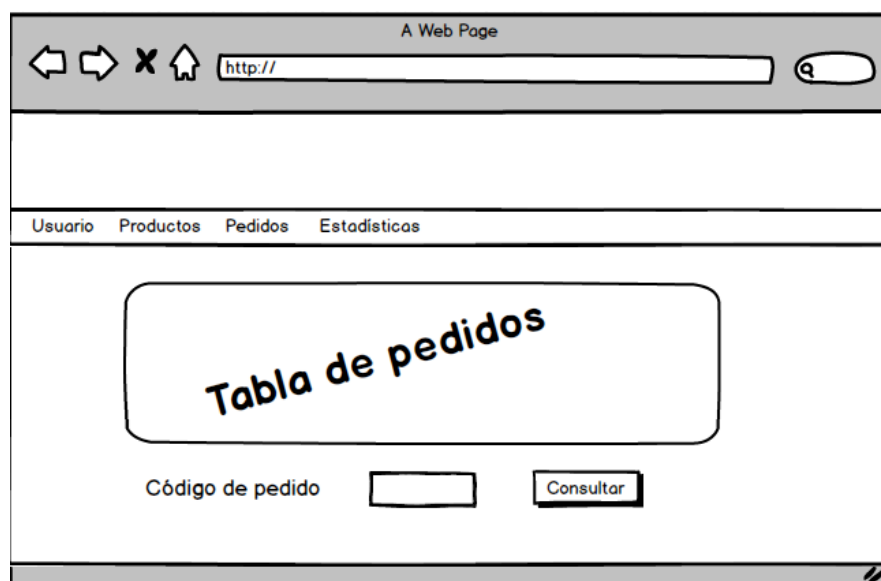 A Web Page
http://
Usuario Productos Pedidos Estadísticas
Tabla de pedidos
Código de pedido
Consultar